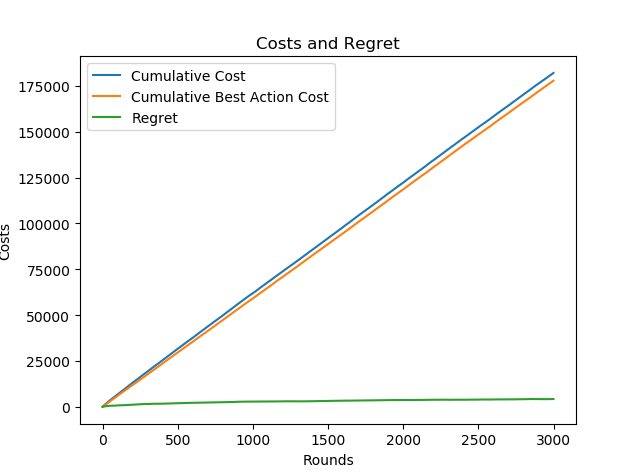 Costs and Regret
Cumulative Cost
Cumulative Best Action Cost
Regret
175000
150000
125000
100000
75000
50000
25000
0
Costs
0 500 1000 1500 2000 2500 3000
Rounds